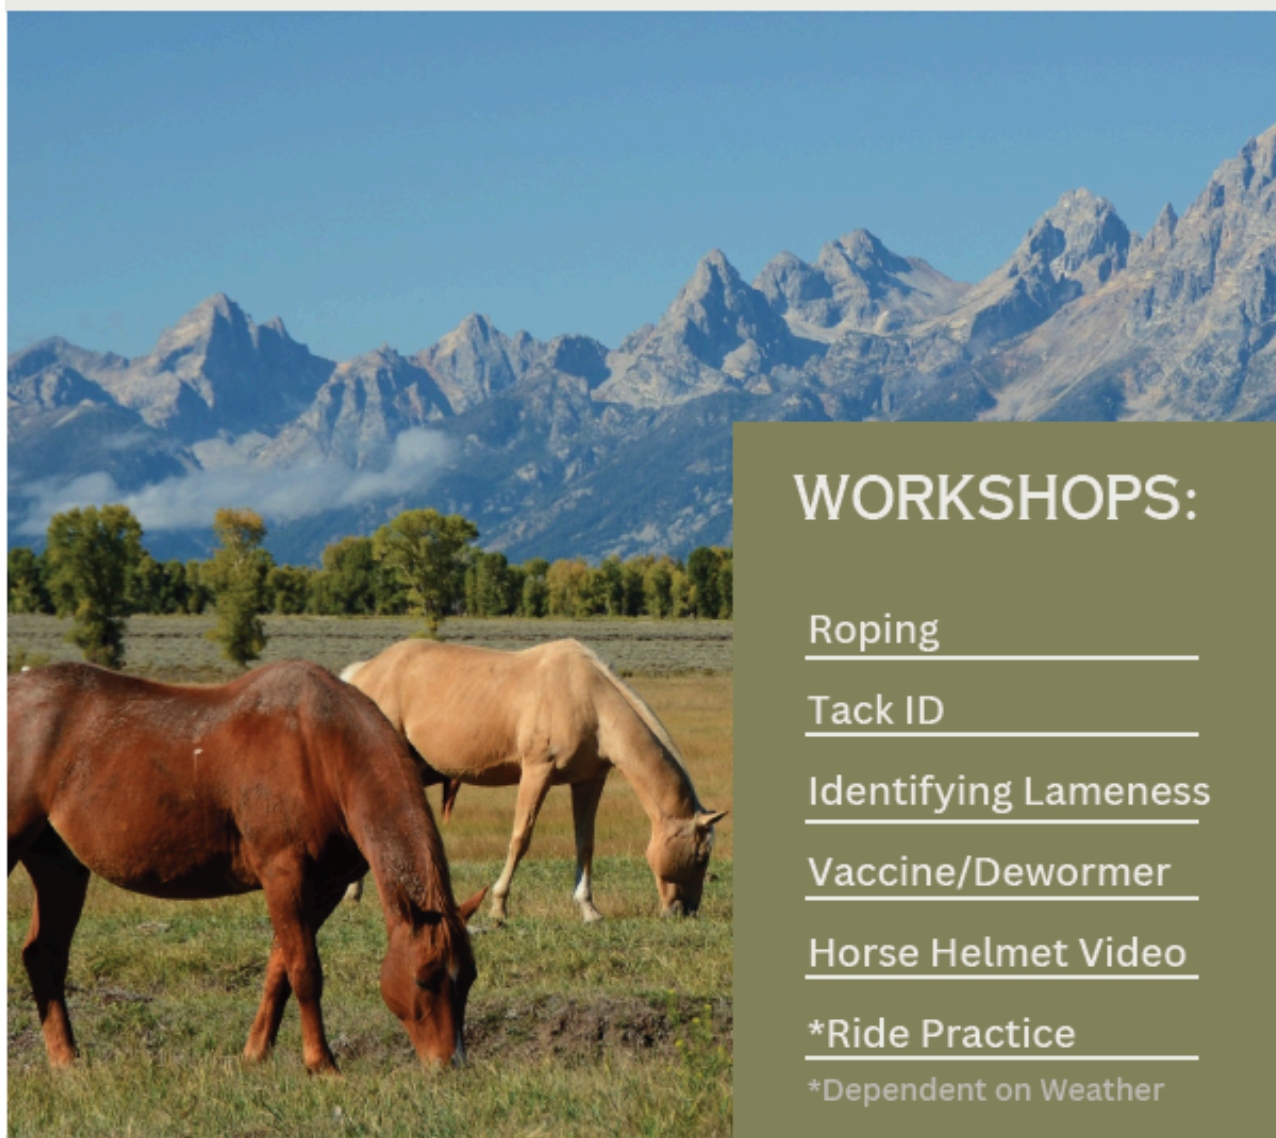 WORKSHOPS:
Roping
Tack ID
Identifying Lameness
Vaccine/Dewormer
Horse Helmet Video
*Ride Practice
*Dependent on Weather